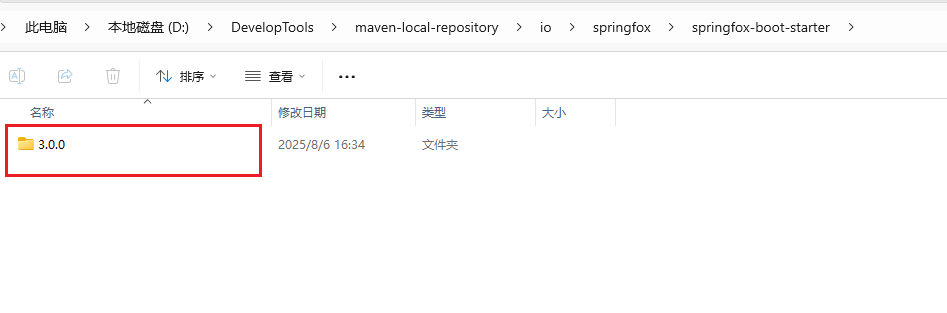 此电脑 本地磁盘 (D:) DevelopTools maven-local-repository io springfox springfox-boot-starter
排序 查看 ...
名称 修改日期 类型 大小
3.0.0 2025/8/6 16:34 文件夹